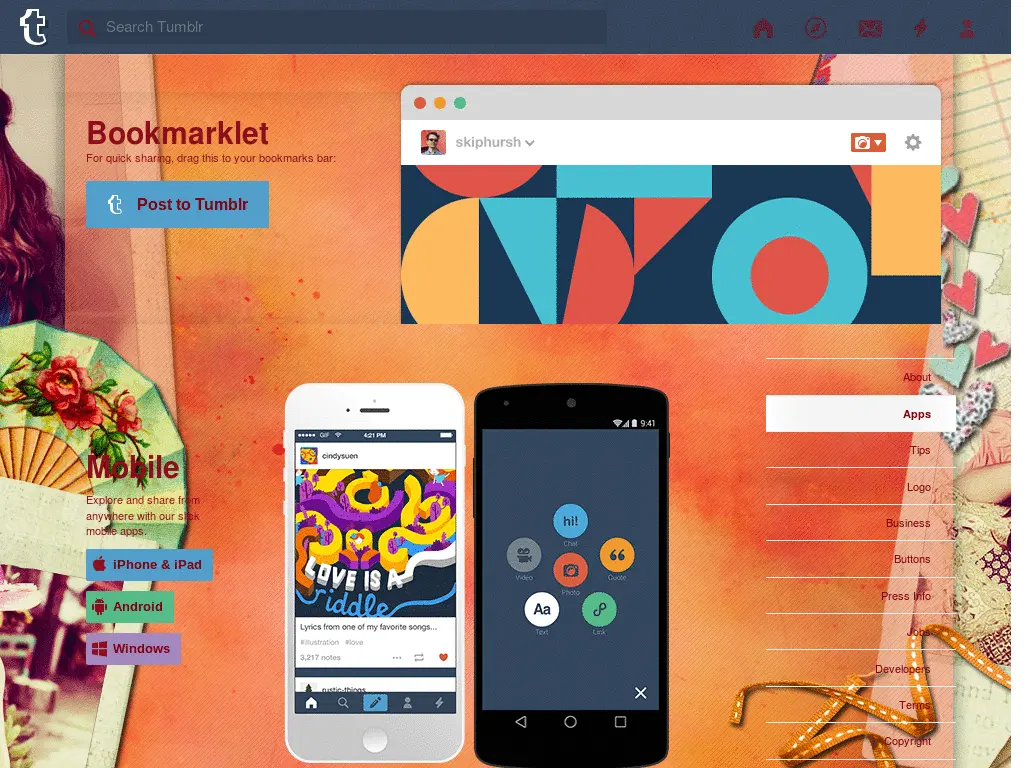 Search Tumblr
Bookmarklet
For quick sharing, drag this to your bookmarks bar:
Post to Tumblr
skiphursh
About
Apps
Tips
Logo
Business
Buttons
Press Info
Jobs
Developers
Terms
Copyright
Mobile
Explore and share from
anywhere with our slick
mobile apps.
iPhone & iPad
Android
Windows
GIF
4:21 PM
cindysuen
LOVE IS A
riddle
Lyrics from one of my favorite songs...
#illustration #love
3,217 notes
rustic-things
9:41
hi!
Chat
Video
Photo
Quote
Aa
Text
Link